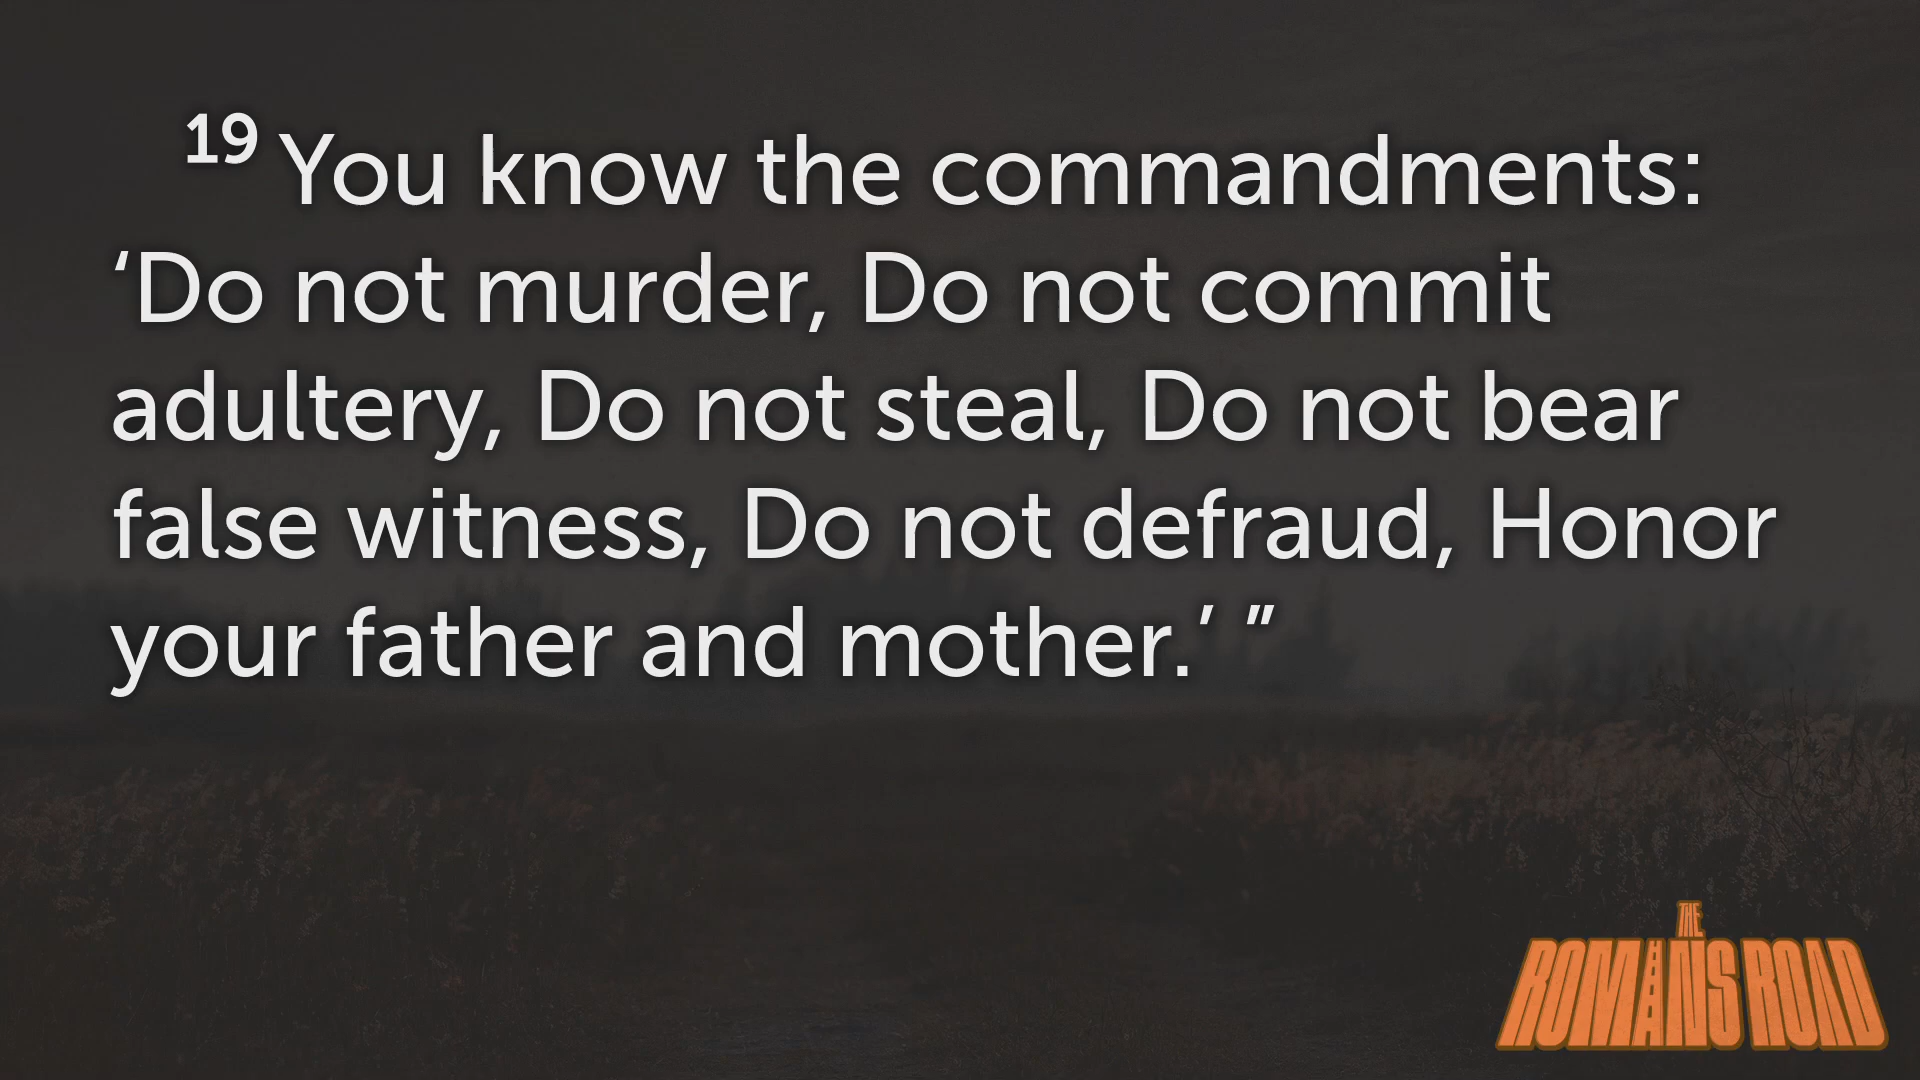 19 You know the commandments:
‘Do not murder, Do not commit
adultery, Do not steal, Do not bear
false witness, Do not defraud, Honor
your father and mother.’ ”
THE
ROMANS ROAD